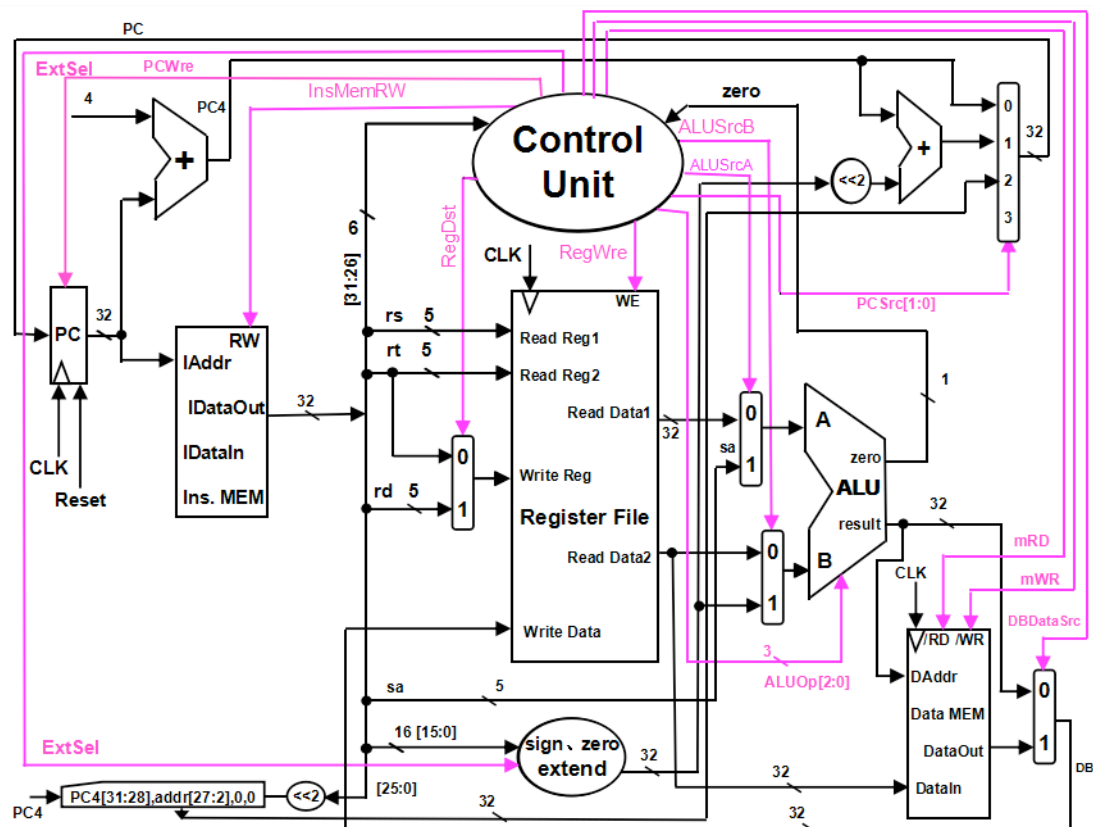 PC
ExtSel
PCWre
InsMemRW
4
PC4
+
zero
Control
Unit
ALUSrcB
ALUSrcA
+
<<2
0
1
2
3
32
6
[31:26]
RegDst
CLK
RegWre
PCSrc[1:0]
WE
PC
32
CLK
Reset
RW
IAddr
IDataOut
IDataIn
Ins. MEM
32
rs
5
rt
5
rd
5
0
1
Read Reg1
Read Reg2
Read Data1
Write Reg
Register File
Read Data2
Write Data
32
sa
0
1
0
1
A
zero
ALU
result
B
1
32
3
ALUOp[2:0]
mRD
mWR
DBDataSrc
CLK
/RD /WR
DAddr
Data MEM
DataOut
DataIn
0
1
DB
sa
5
16 [15:0]
ExtSel
sign、zero
extend
32
32
[25:0]
PC4
PC4[31:28],addr[27:2],0,0
<<2
32
32